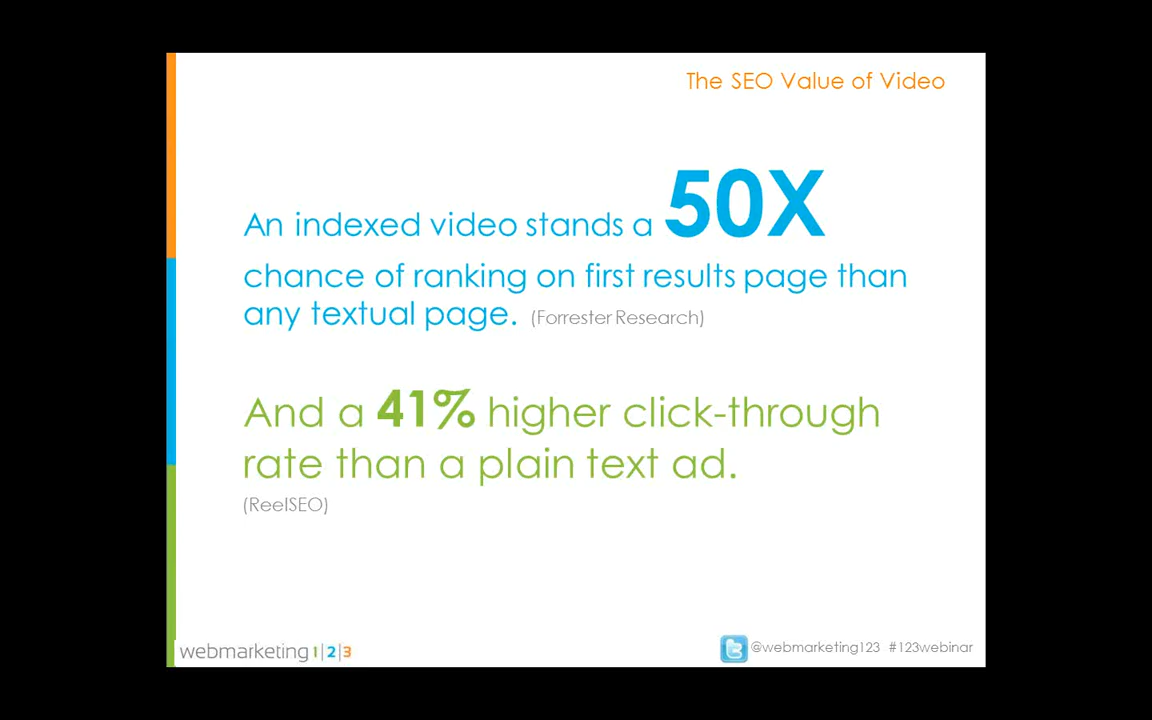 The SEO Value of Video
An indexed video stands a 50X
chance of ranking on first results page than
any textual page. (Forrester Research)
And a 41% higher click-through
rate than a plain text ad.
(ReelSEO)
webmarketing 1|2|3
@webmarketing123 #123webinar